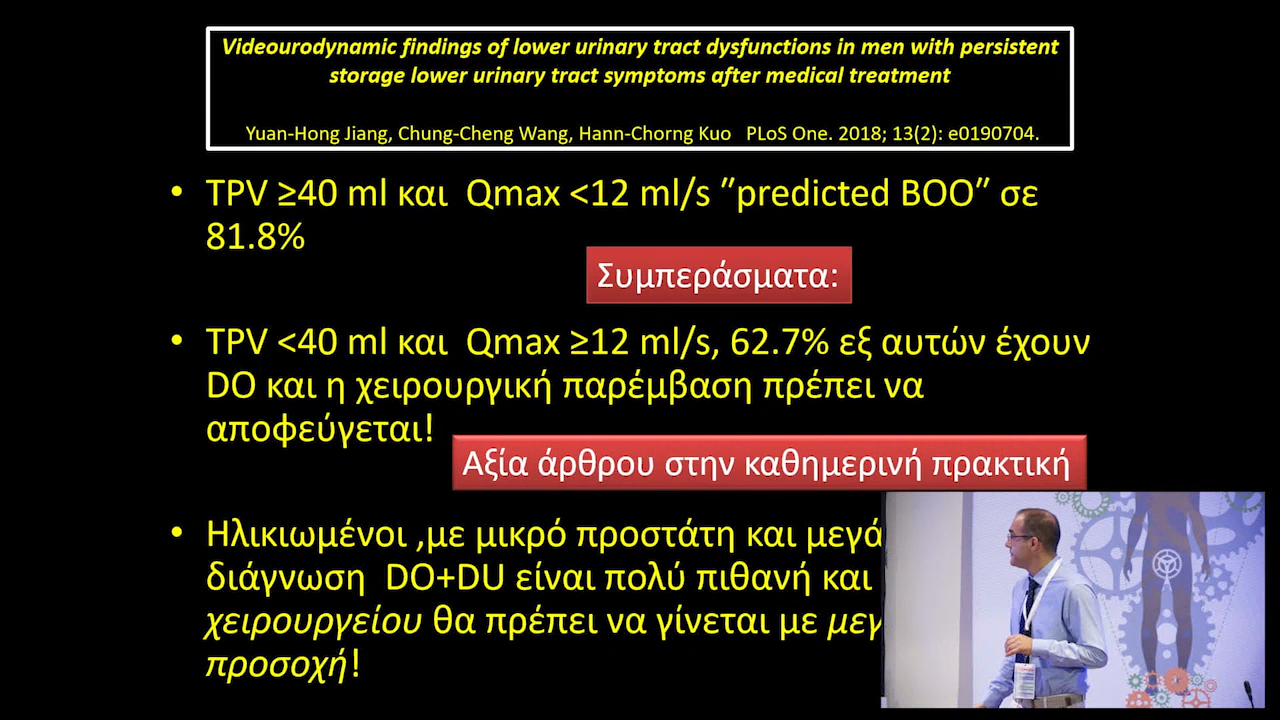 Videourodynamic findings of lower urinary tract dysfunctions in men with persistent
storage lower urinary tract symptoms after medical treatment
Yuan-Hong Jiang, Chung-Cheng Wang, Hann-Chorng Kuo PLoS One. 2018; 13(2): e0190704.
• TPV ≥40 ml και Qmax <12 ml/s ″predicted BOO″ σε
81.8%
Συμπεράσματα:
• TPV <40 ml και Qmax ≥12 ml/s, 62.7% εξ αυτών έχουν
DO και η χειρουργική παρέμβαση πρέπει να
αποφεύγεται!
Αξία άρθρου στην καθημερινή πρακτική
• Ηλικιωμένοι ,με μικρό προστάτη και
διάγνωση DO+DU είναι πολύ πιθανή και
χειρουργείου θα πρέπει να γίνεται με
προσοχή!